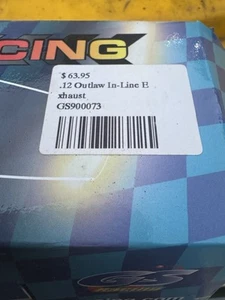 CING
$ 63.95
.12 Outlaw In-Line E
xhaust
GS900073